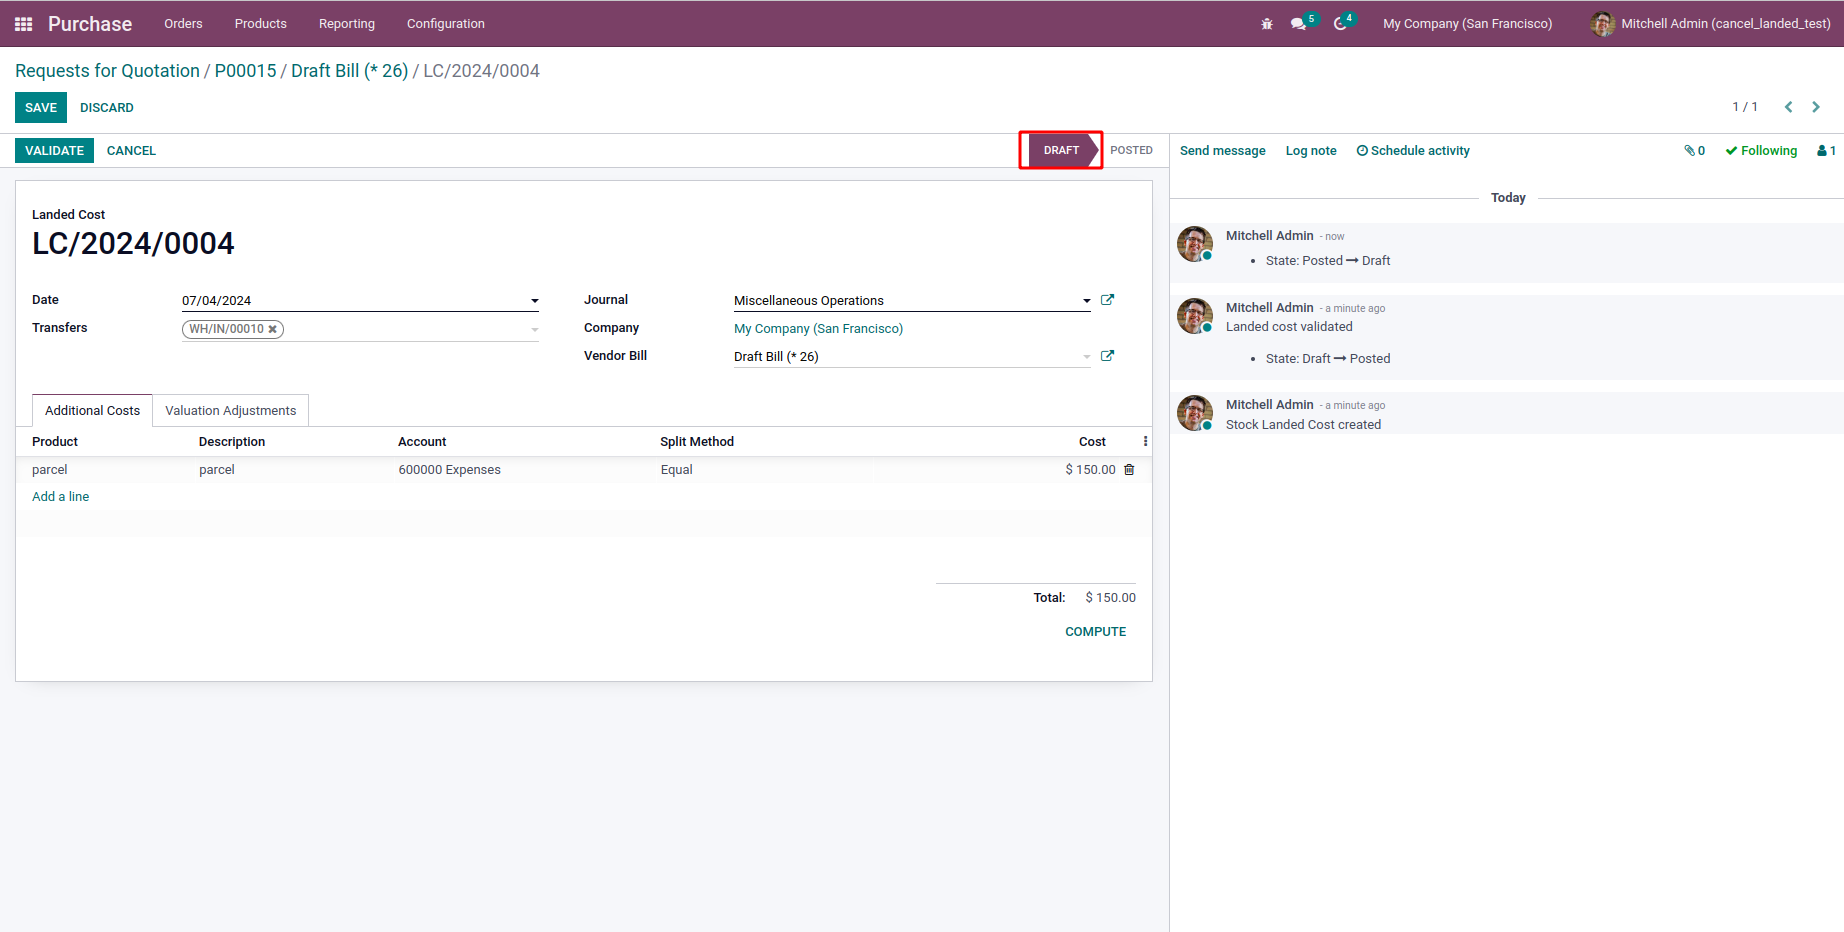 Purchase Orders Products Reporting Configuration 5 4 My Company (San Francisco) Mitchell Admin (cancel_landed_test)
Requests for Quotation / P00015 / Draft Bill (* 26) / LC/2024/0004
SAVE DISCARD 1 / 1
VALIDATE CANCEL DRAFT POSTED Send message Log note Schedule activity 0 Following 1
Today
Landed Cost
LC/2024/0004
Date 07/04/2024
Transfers WH/IN/00010
Journal Miscellaneous Operations
Company My Company (San Francisco)
Vendor Bill Draft Bill (* 26)
Additional Costs Valuation Adjustments
Product Description Account Split Method Cost
parcel parcel 600000 Expenses Equal $ 150.00
Add a line
Total: $ 150.00
COMPUTE
Mitchell Admin - now
• State: Posted → Draft
Mitchell Admin - a minute ago
Landed cost validated
• State: Draft → Posted
Mitchell Admin - a minute ago
Stock Landed Cost created